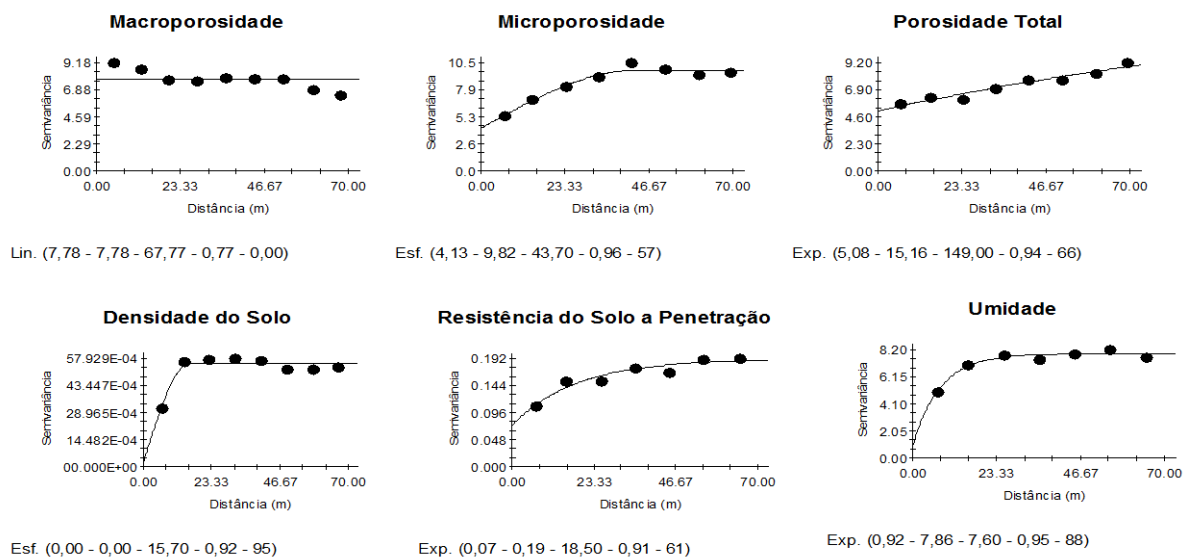 Macroporosidade
Semivariância
9.18
6.88
4.59
2.29
0.00
0.00 23.33 46.67 70.00
Distância (m)
Lin. (7,78 - 7,78 - 67,77 - 0,77 - 0,00)
Microporosidade
Semivariância
10.5
7.9
5.3
2.6
0.0
0.00 23.33 46.67 70.00
Distância (m)
Esf. (4,13 - 9,82 - 43,70 - 0,96 - 57)
Porosidade Total
Semivariância
9.20
6.90
4.60
2.30
0.00
0.00 23.33 46.67 70.00
Distância (m)
Exp. (5,08 - 15,16 - 149,00 - 0,94 - 66)
Densidade do Solo
Semivariância
57.929E-04
43.447E-04
28.965E-04
14.482E-04
00.000E+00
0.00 23.33 46.67 70.00
Distância (m)
Esf. (0,00 - 0,00 - 15,70 - 0,92 - 95)
Resistência do Solo a Penetração
Semivariância
0.192
0.144
0.096
0.048
0.000
0.00 23.33 46.67 70.00
Distância (m)
Exp. (0,07 - 0,19 - 18,50 - 0,91 - 61)
Umidade
Semivariância
8.20
6.15
4.10
2.05
0.00
0.00 23.33 46.67 70.00
Distância (m)
Exp. (0,92 - 7,86 - 7,60 - 0,95 - 88)